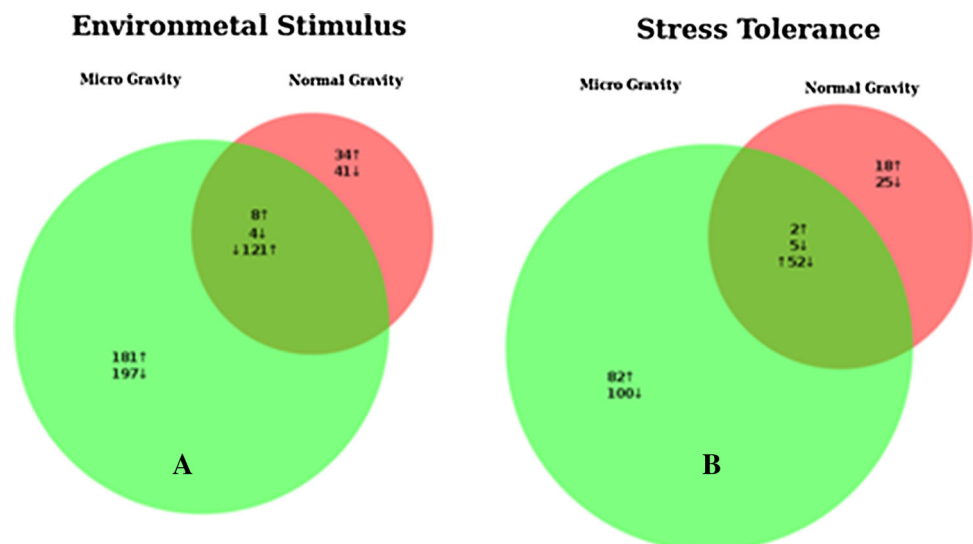 Environmetal Stimulus
Micro Gravity
Normal Gravity
34↑
41↓
8↑
4↓
↓121↑
181↑
197↓
A
Stress Tolerance
Micro Gravity
Normal Gravity
18↑
25↓
2↑
5↓
↑52↓
82↑
100↓
B